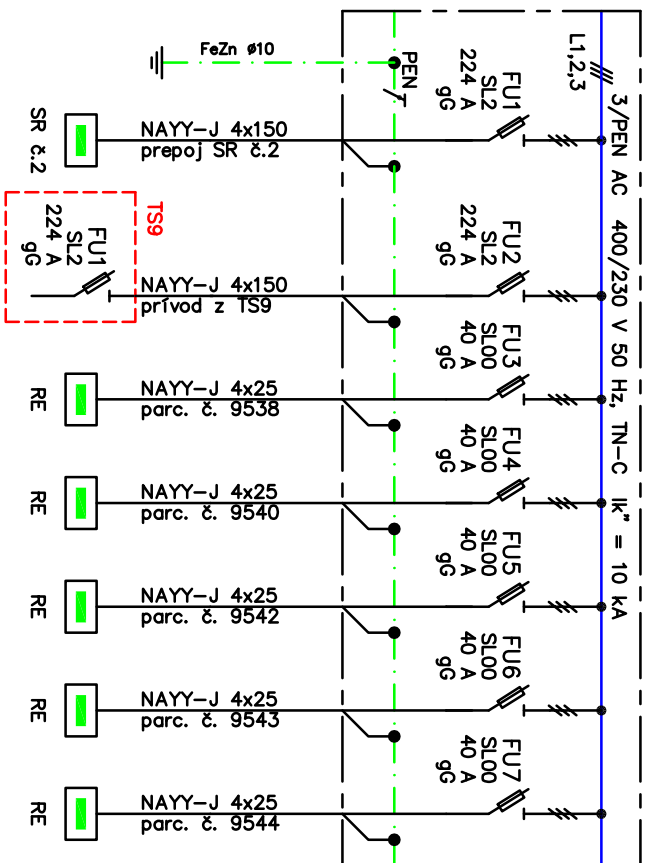 L1,2,3
3/PEN AC 400/230 V 50 Hz, TN-C Ik" = 10 kA
FeZn ø10
PEN
FU1
SL2
224 A
gG
NAYY-J 4x150
prepoj SR č.2
SR č.2
TS9
FU1
SL2
224 A
gG
FU2
SL2
224 A
gG
NAYY-J 4x150
prívod z TS9
FU3
SL00
40 A
gG
NAYY-J 4x25
parc. č. 9538
RE
FU4
SL00
40 A
gG
NAYY-J 4x25
parc. č. 9540
RE
FU5
SL00
40 A
gG
NAYY-J 4x25
parc. č. 9542
RE
FU6
SL00
40 A
gG
NAYY-J 4x25
parc. č. 9543
RE
FU7
SL00
40 A
gG
NAYY-J 4x25
parc. č. 9544
RE